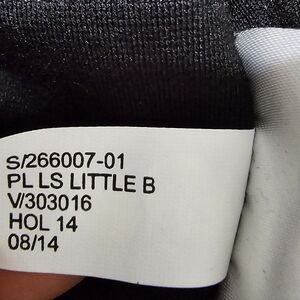 S/266007-01
PL LS LITTLE B
V/303016
HOL 14
08/14